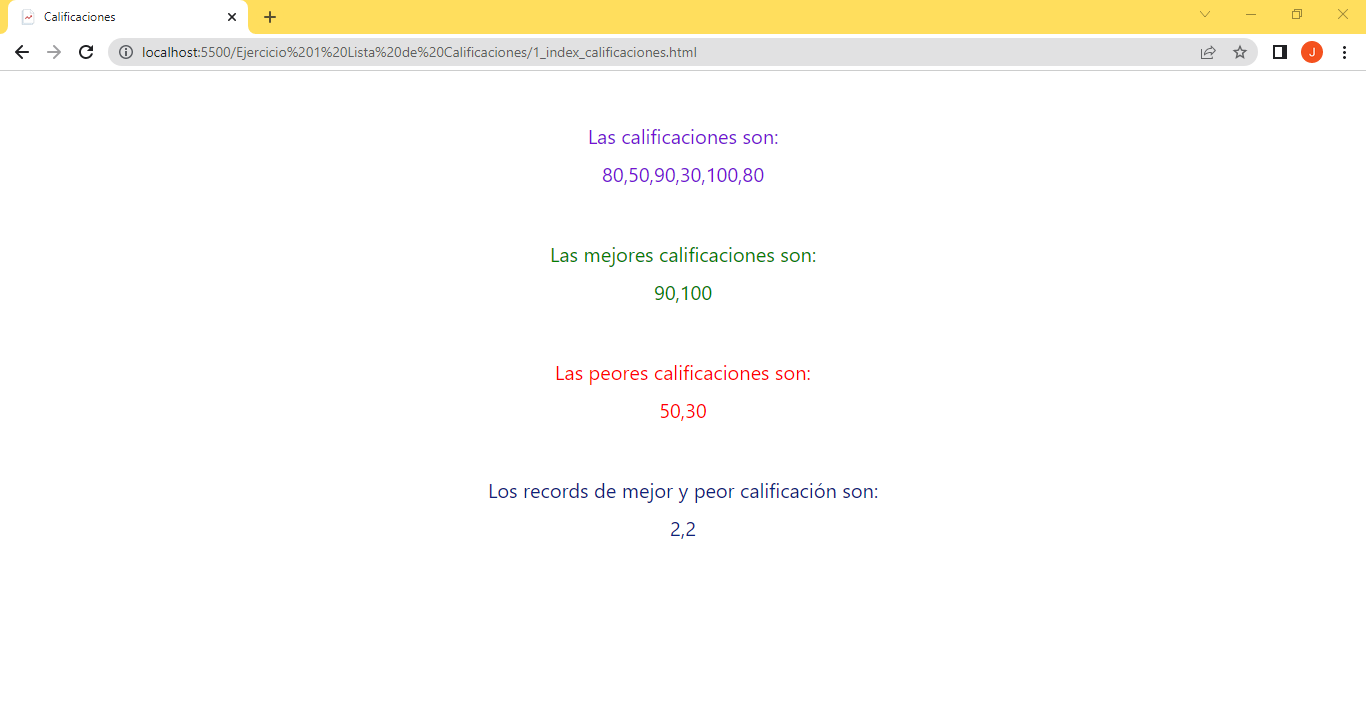 Calificaciones
localhost:5500/Ejercicio%201%20Lista%20de%20Calificaciones/1_index_calificaciones.html
J
Las calificaciones son:
80,50,90,30,100,80
Las mejores calificaciones son:
90,100
Las peores calificaciones son:
50,30
Los records de mejor y peor calificación son:
2,2